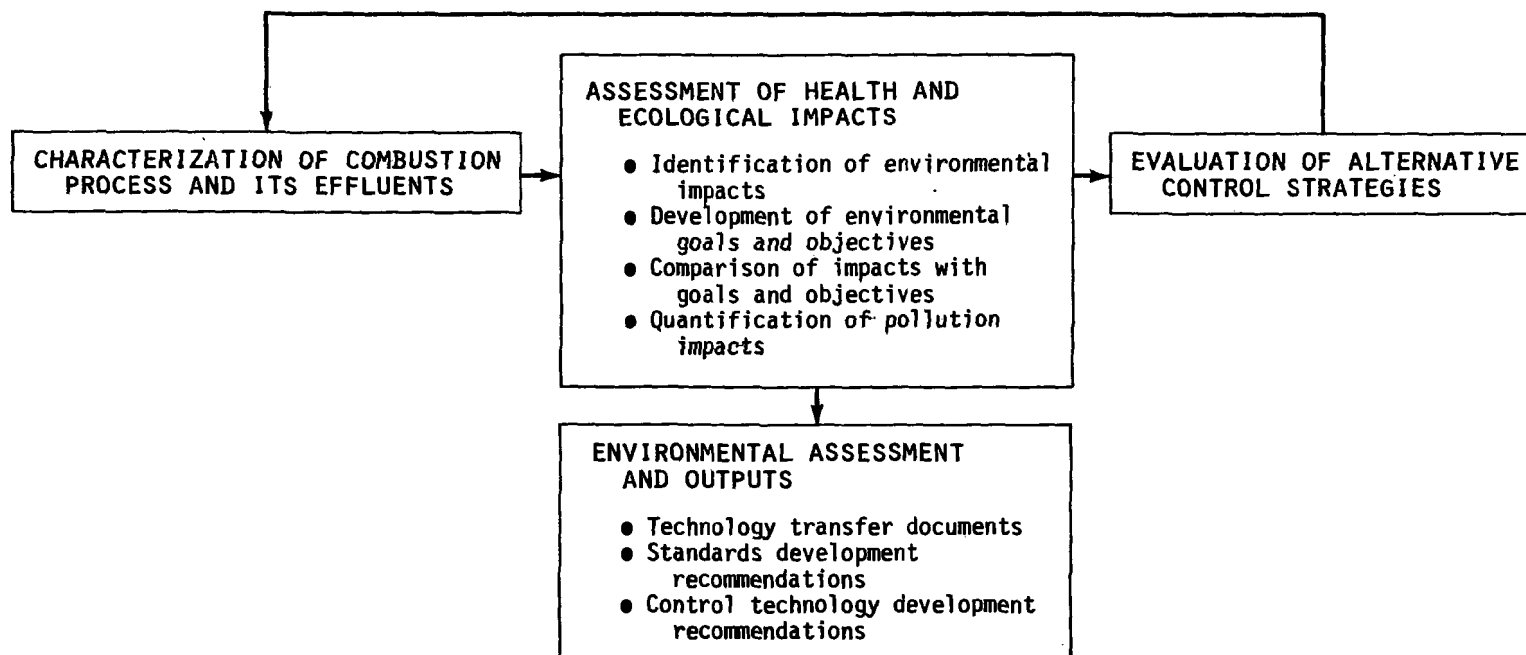 CHARACTERIZATION OF COMBUSTION
PROCESS AND ITS EFFLUENTS
ASSESSMENT OF HEALTH AND
ECOLOGICAL IMPACTS
● Identification of environmental
impacts
● Development of environmental
goals and objectives
● Comparison of impacts with
goals and objectives
● Quantification of pollution
impacts
EVALUATION OF ALTERNATIVE
CONTROL STRATEGIES
ENVIRONMENTAL ASSESSMENT
AND OUTPUTS
● Technology transfer documents
● Standards development
recommendations
● Control technology development
recommendations